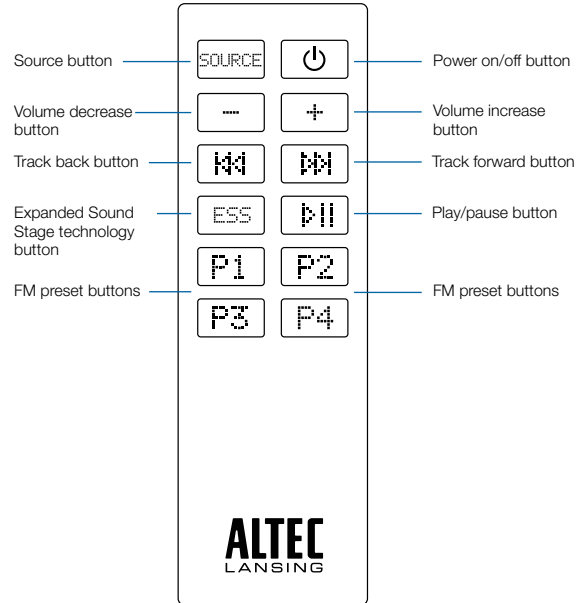 Source button
SOURCE
Power on/off button
Volume decrease
button
Volume increase
button
Track back button
Track forward button
Expanded Sound
Stage technology
button
ESS
Play/pause button
P1
P2
FM preset buttons
FM preset buttons
P3
P4
ALTEC
LANSING